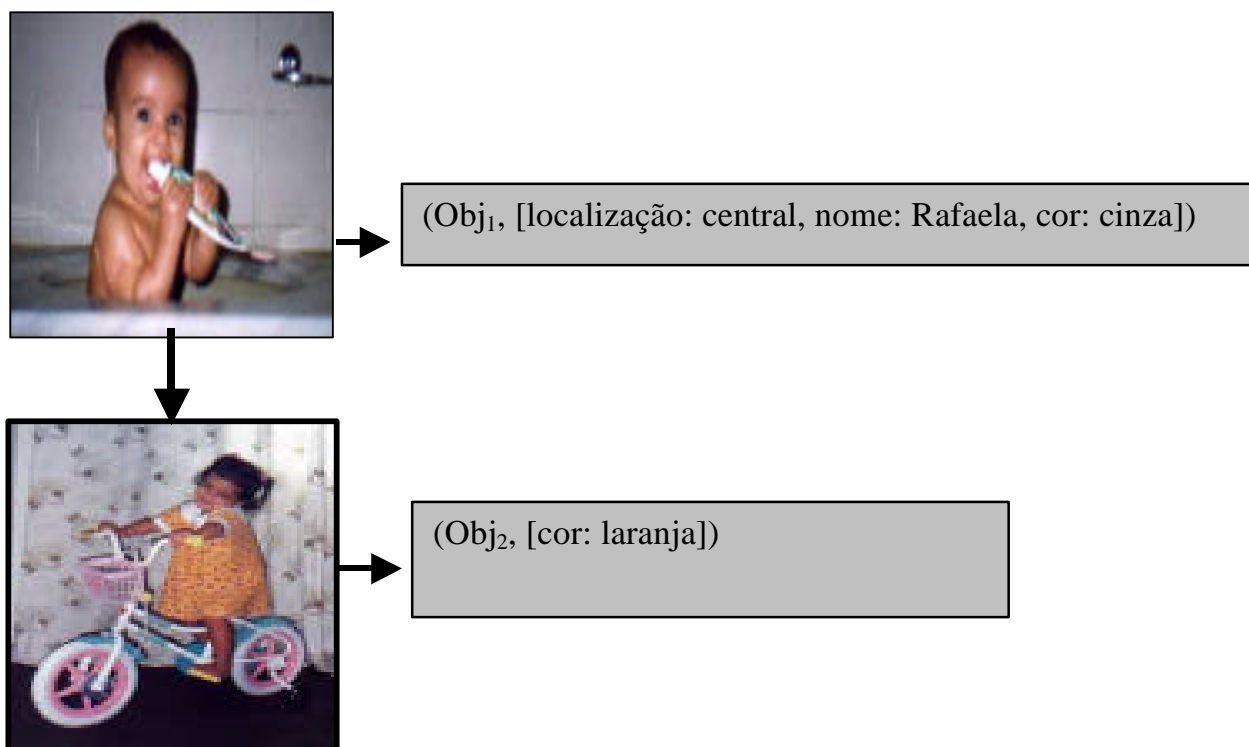 (Obj₁, [localização: central, nome: Rafaela, cor: cinza])
(Obj₂, [cor: laranja])